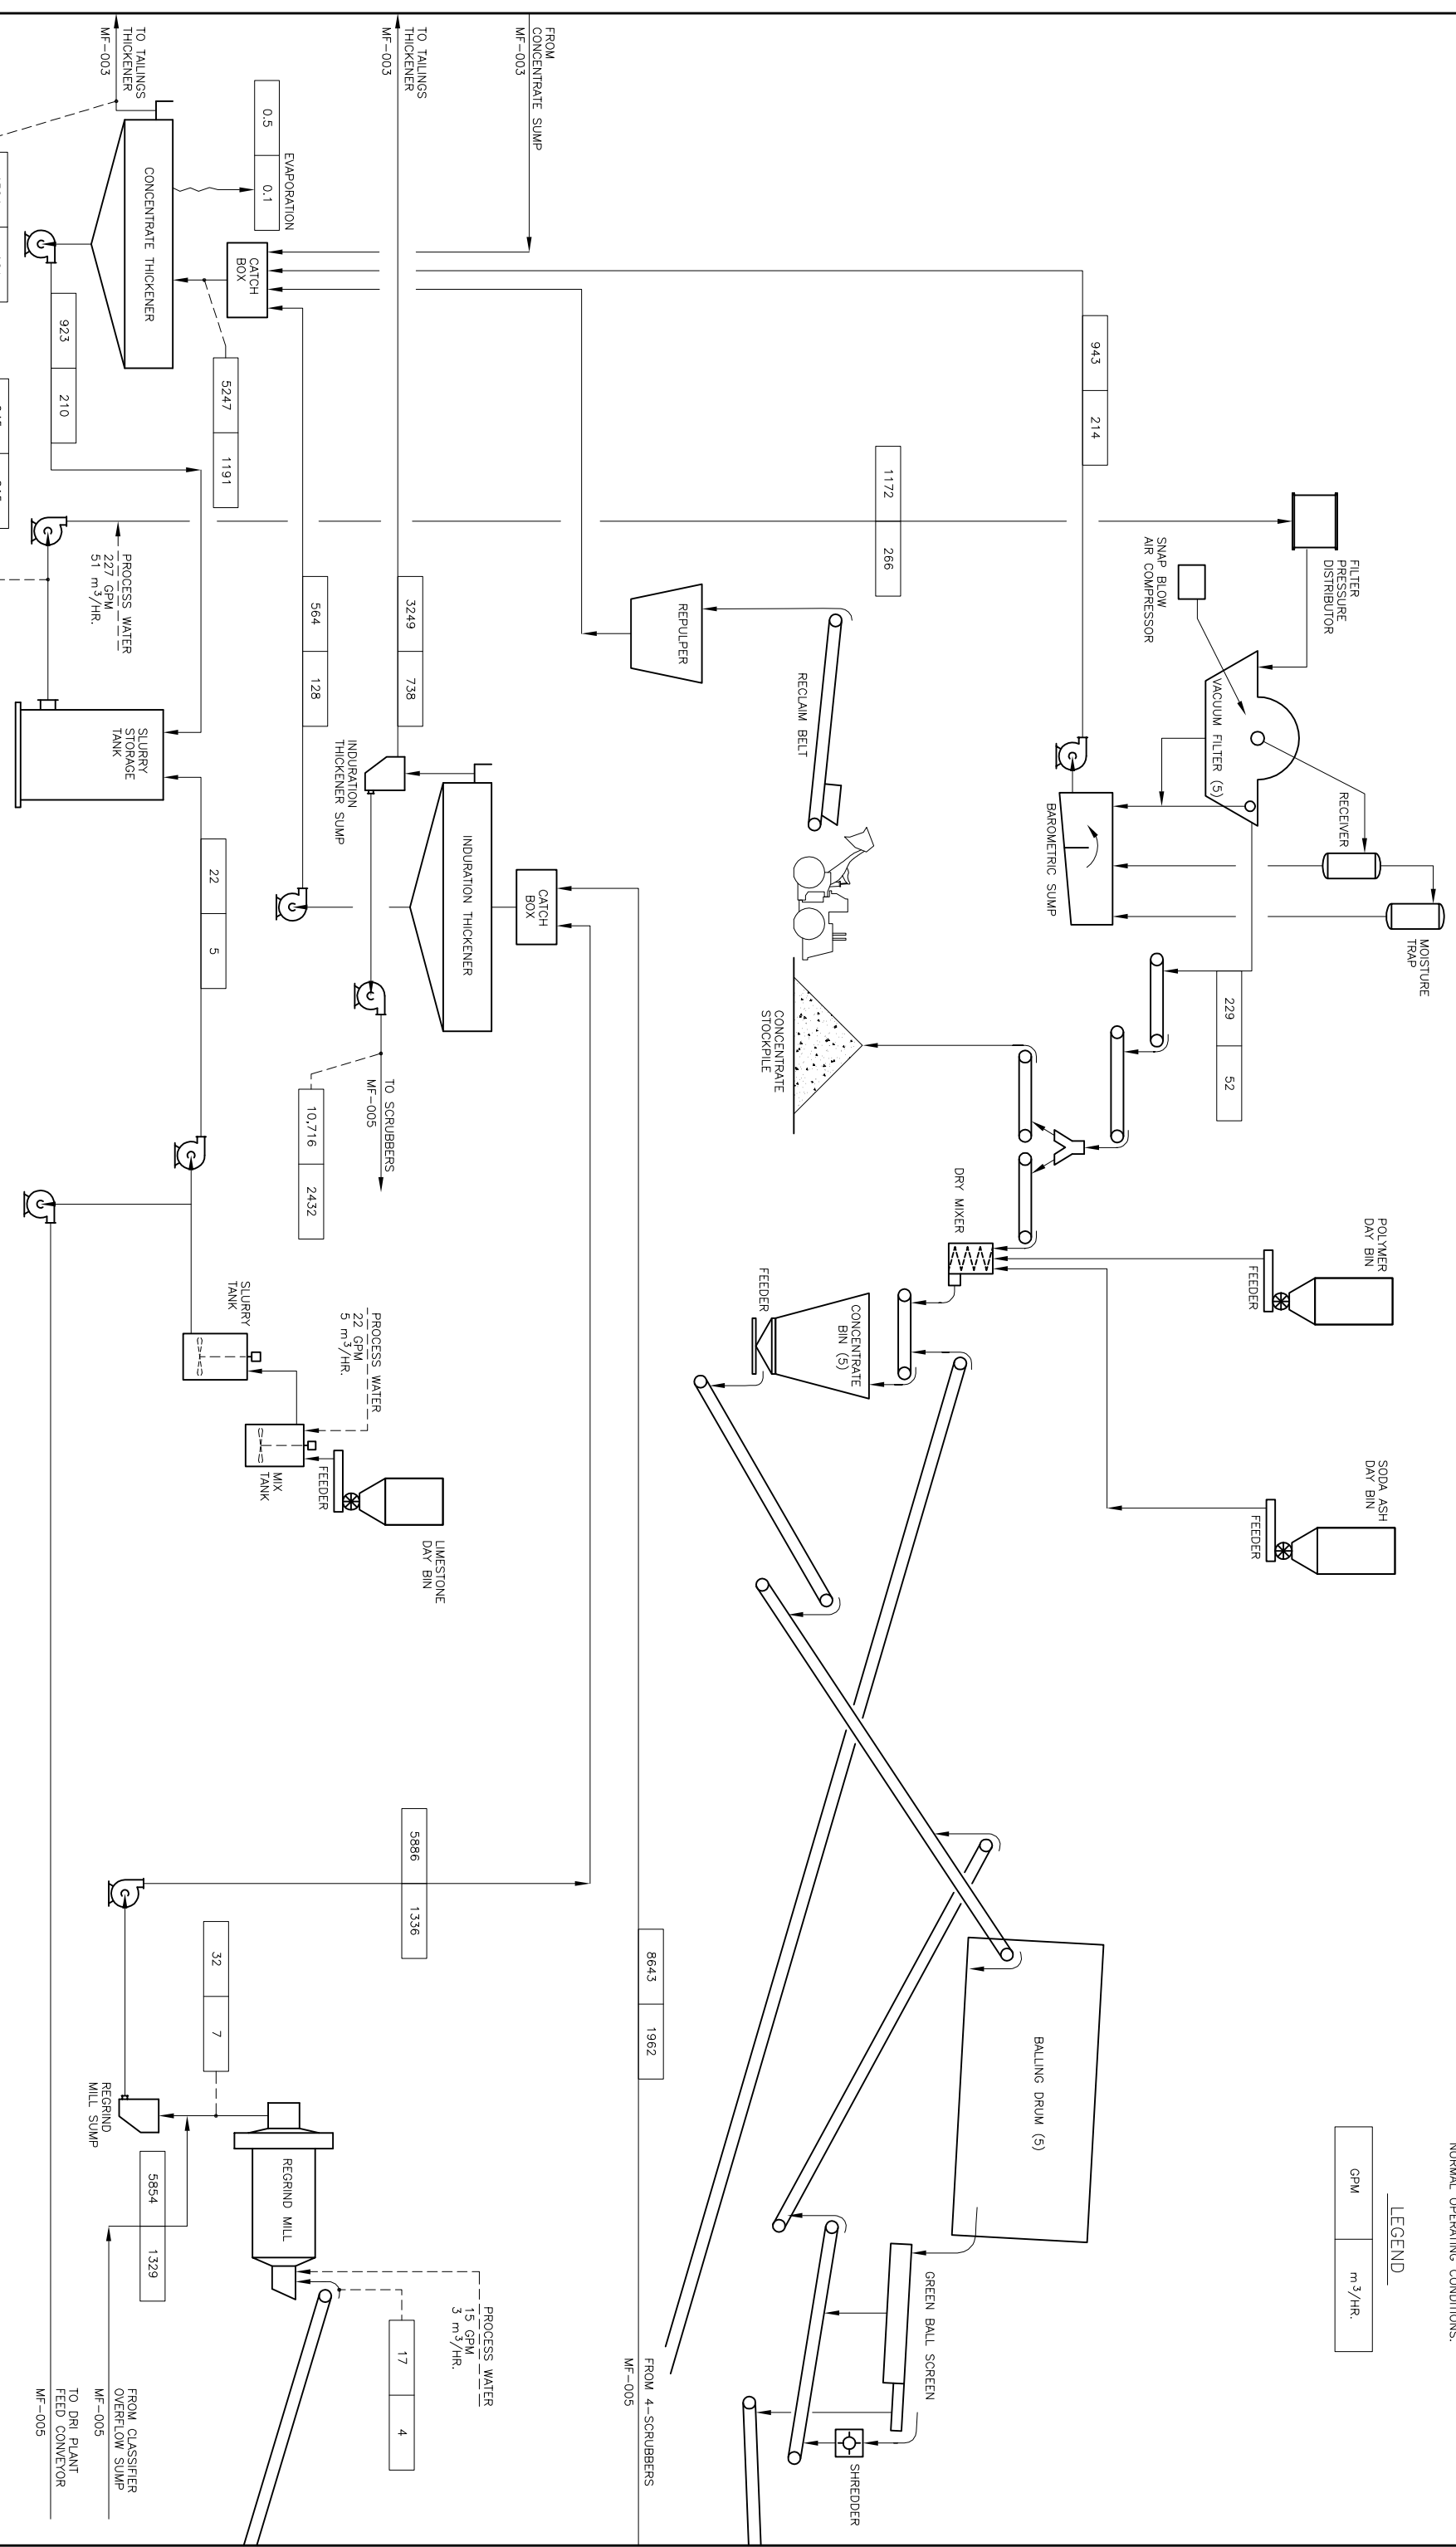 NORMAL OPERATING CONDITIONS.
LEGEND
GPM
m³/HR.
SODA ASH
DAY BIN
FEEDER
POLYMER
DAY BIN
FEEDER
MOISTURE
TRAP
RECEIVER
FILTER
PRESSURE
DISTRIBUTOR
SNAP BLOW
AIR COMPRESSOR
VACUUM FILTER (5)
BAROMETRIC SUMP
229
52
943
214
DRY MIXER
CONCENTRATE
BIN (5)
FEEDER
CONCENTRATE
STOCKPILE
RECLAIM BELT
REPULPER
1172
266
BALLING DRUM (5)
GREEN BALL SCREEN
SHREDDER
FROM 4-SCRUBBERS
MF-005
8643
1962
FROM
CONCENTRATE SUMP
MF-003
TO TAILINGS
THICKENER
MF-003
3249
738
CATCH
BOX
INDURATION THICKENER
INDURATION
THICKENER SUMP
TO SCRUBBERS
MF-005
10,716
2432
564
128
5886
1336
LIMESTONE
DAY BIN
FEEDER
MIX
TANK
PROCESS WATER
22 GPM
5 m³/HR.
SLURRY
TANK
PROCESS WATER
15 GPM
3 m³/HR.
17
4
REGRIND MILL
32
7
REGRIND
MILL SUMP
5854
1329
FROM CLASSIFIER
OVERFLOW SUMP
MF-005
TO DRI PLANT
FEED CONVEYOR
MF-005
EVAPORATION
0.5
0.1
CATCH
BOX
5247
1191
TO TAILINGS
THICKENER
MF-003
CONCENTRATE THICKENER
923
210
PROCESS WATER
227 GPM
51 m³/HR.
SLURRY
STORAGE
TANK
22
5